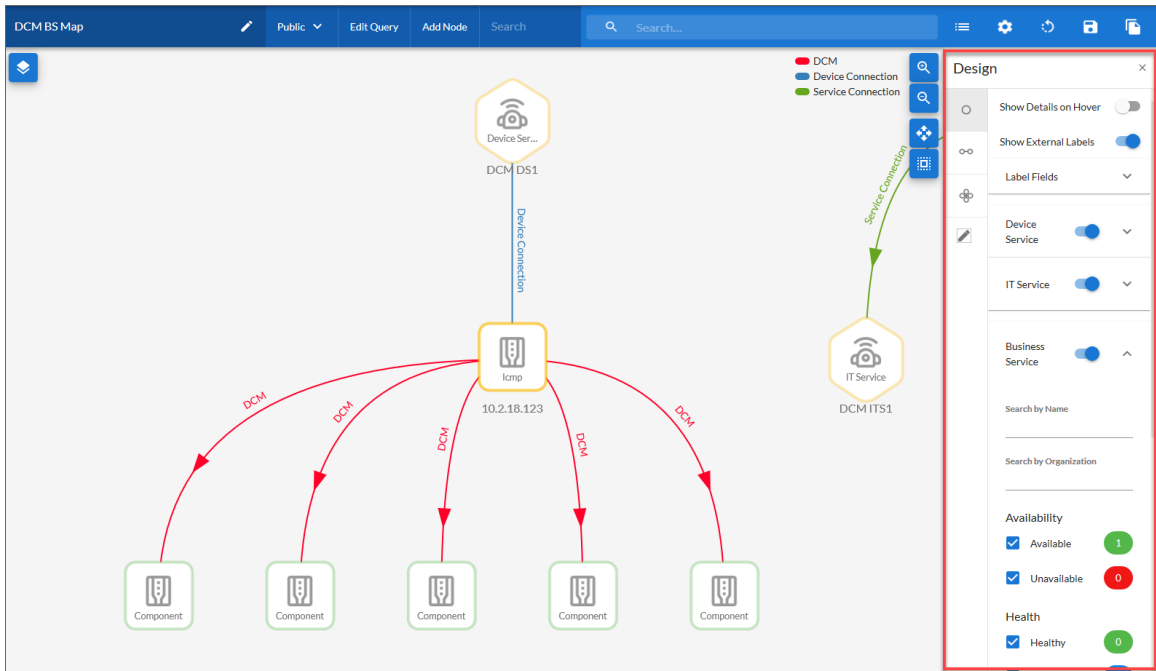 DCM BS Map
Public
Edit Query
Add Node
Search
Search...
DCM
Device Connection
Service Connection
Device Ser...
DCM DS1
Device Connection
Service Connection
Icmp
10.2.18.123
IT Service
DCM ITS1
DCM
DCM
DCM
DCM
DCM
Component
Component
Component
Component
Component
Design
Show Details on Hover
Show External Labels
Label Fields
Device
Service
IT Service
Business
Service
Search by Name
Search by Organization
Availability
Available 1
Unavailable 0
Health
Healthy 0